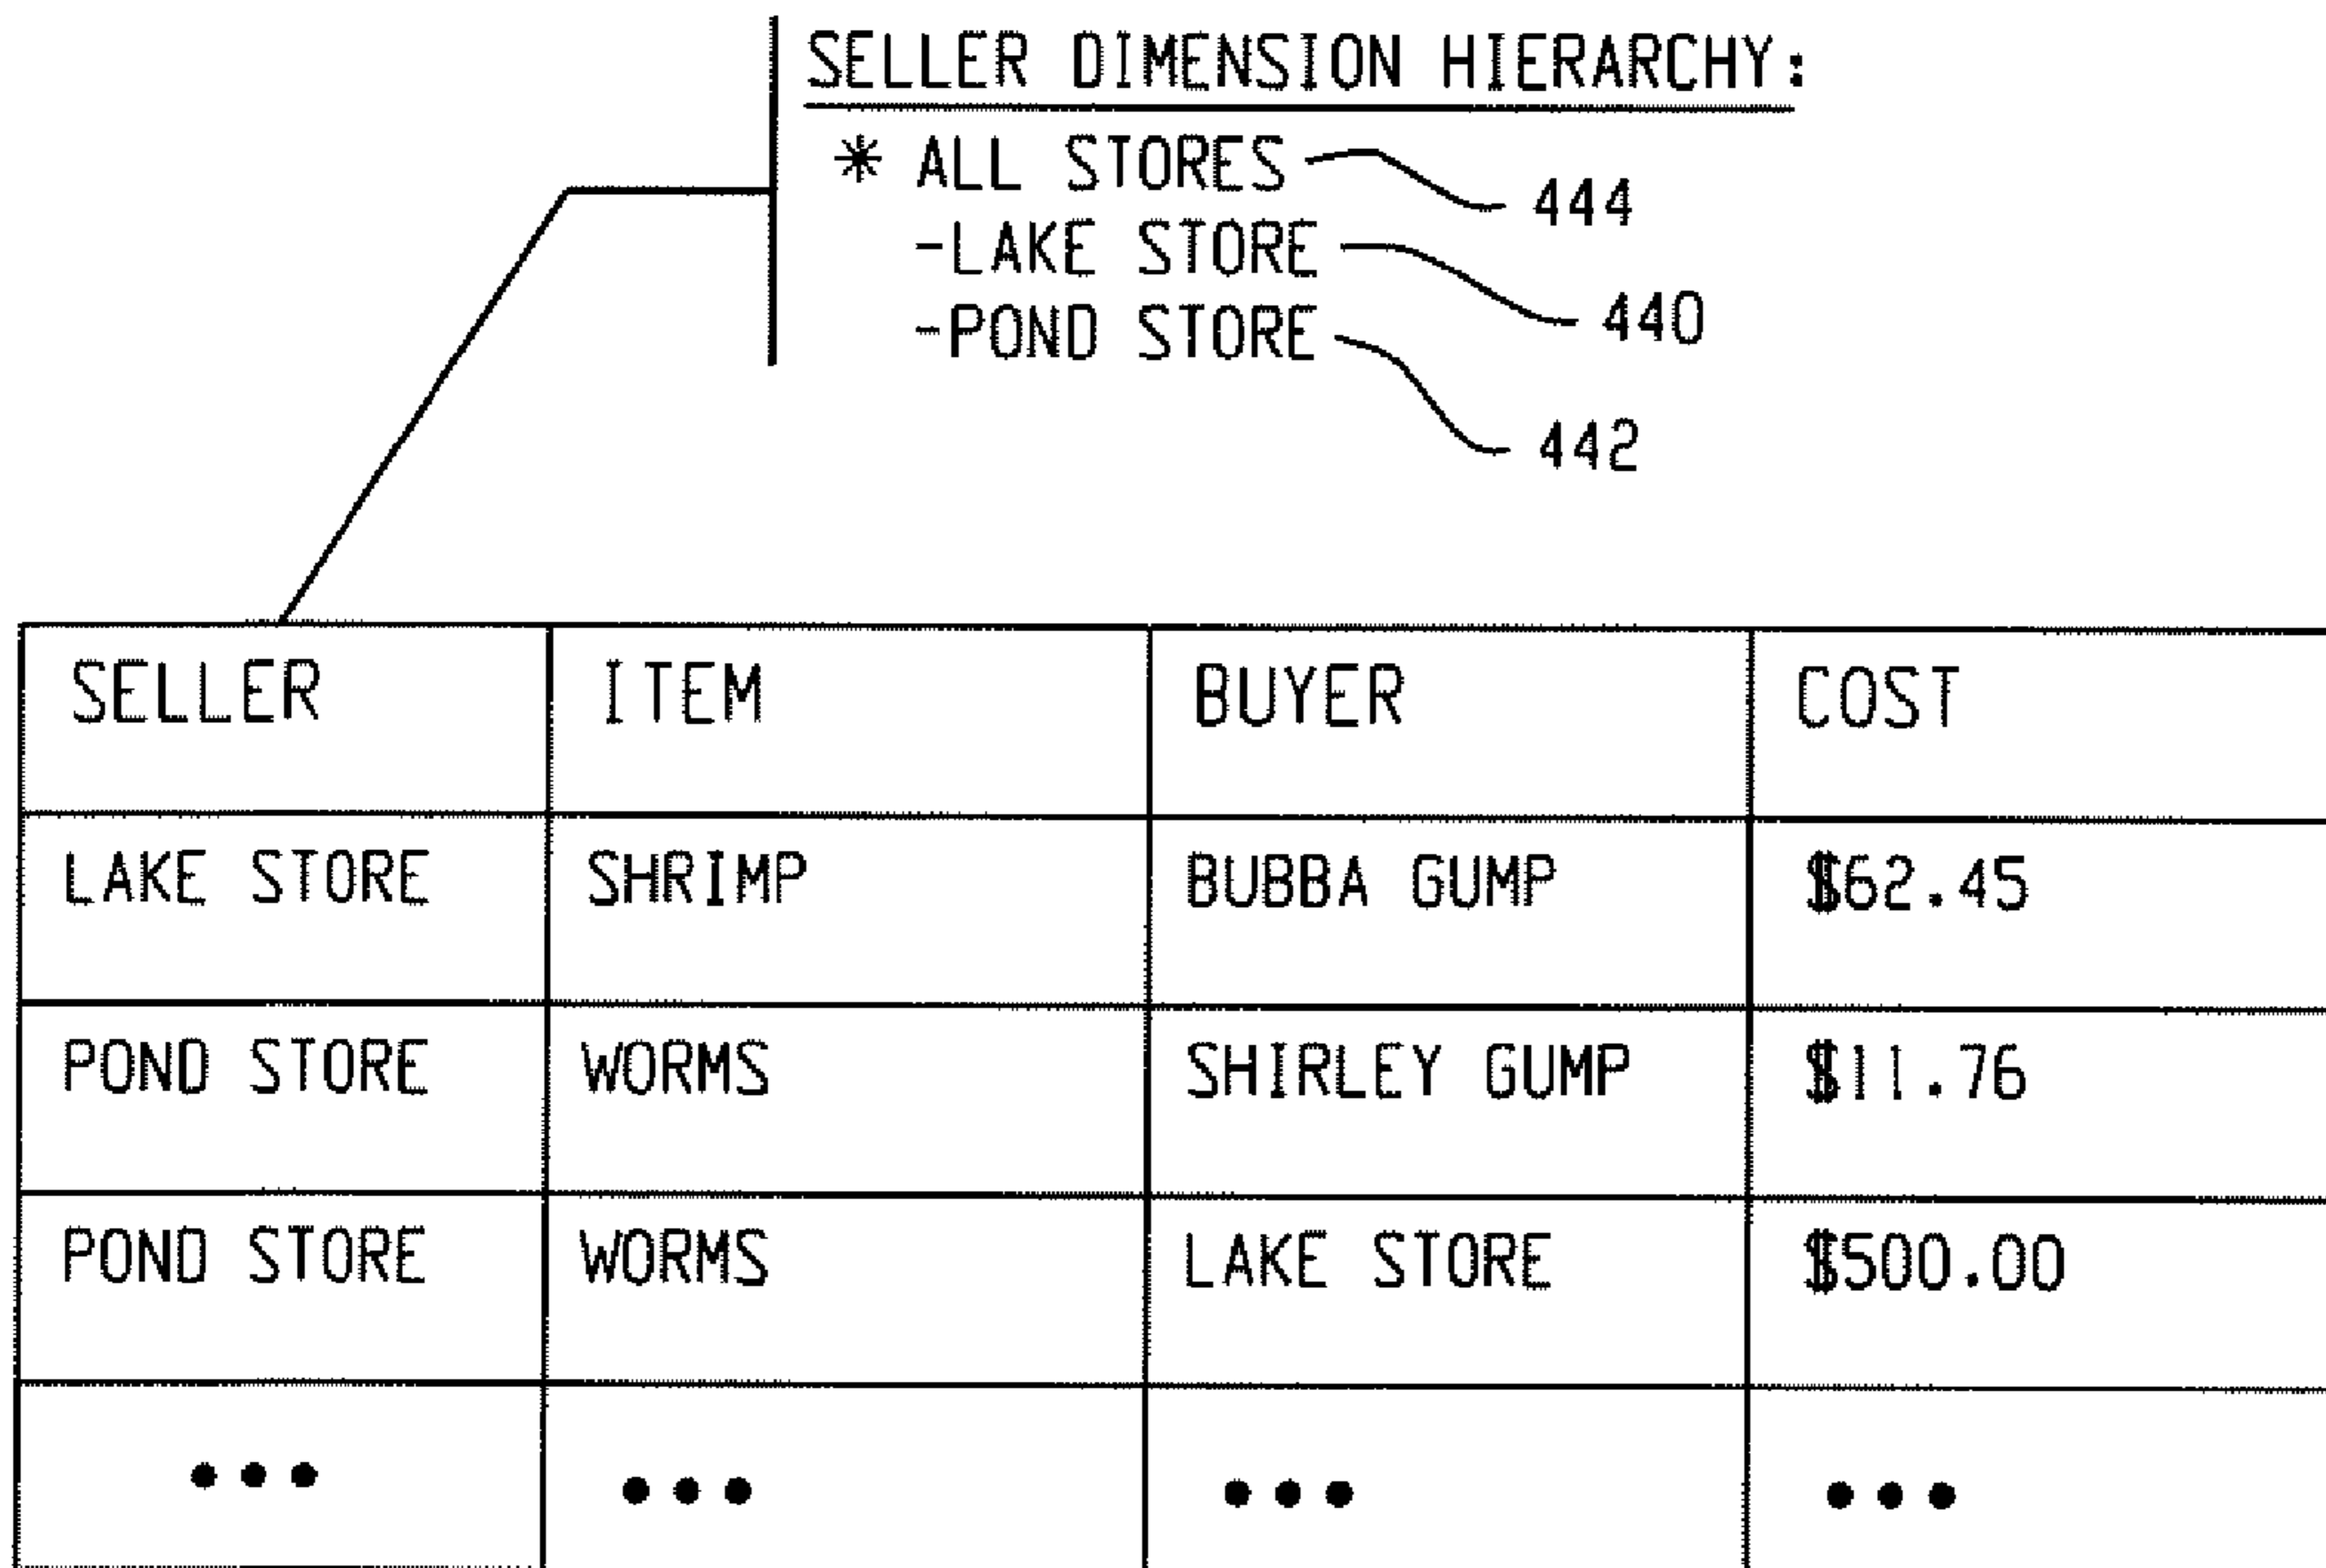 SELLER DIMENSION HIERARCHY:
* ALL STORES
444
-LAKE STORE
440
-POND STORE
442
SELLER ITEM BUYER COST
LAKE STORE SHRIMP BUBBA GUMP $62.45
POND STORE WORMS SHIRLEY GUMP $11.76
POND STORE WORMS LAKE STORE $500.00
••• ••• ••• •••